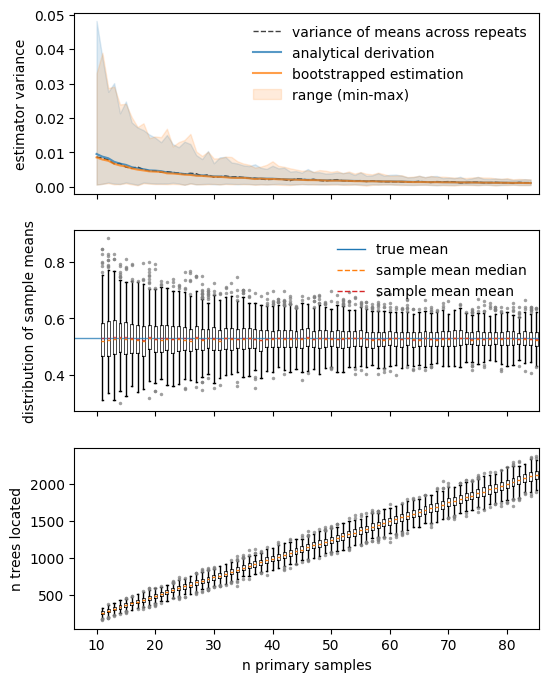 0.05
0.04
0.03
0.02
0.01
0.00
estimator variance
variance of means across repeats
analytical derivation
bootstrapped estimation
range (min-max)
0.8
0.6
0.4
distribution of sample means
true mean
sample mean median
sample mean mean
2000
1500
1000
500
n trees located
10 20 30 40 50 60 70 80
n primary samples